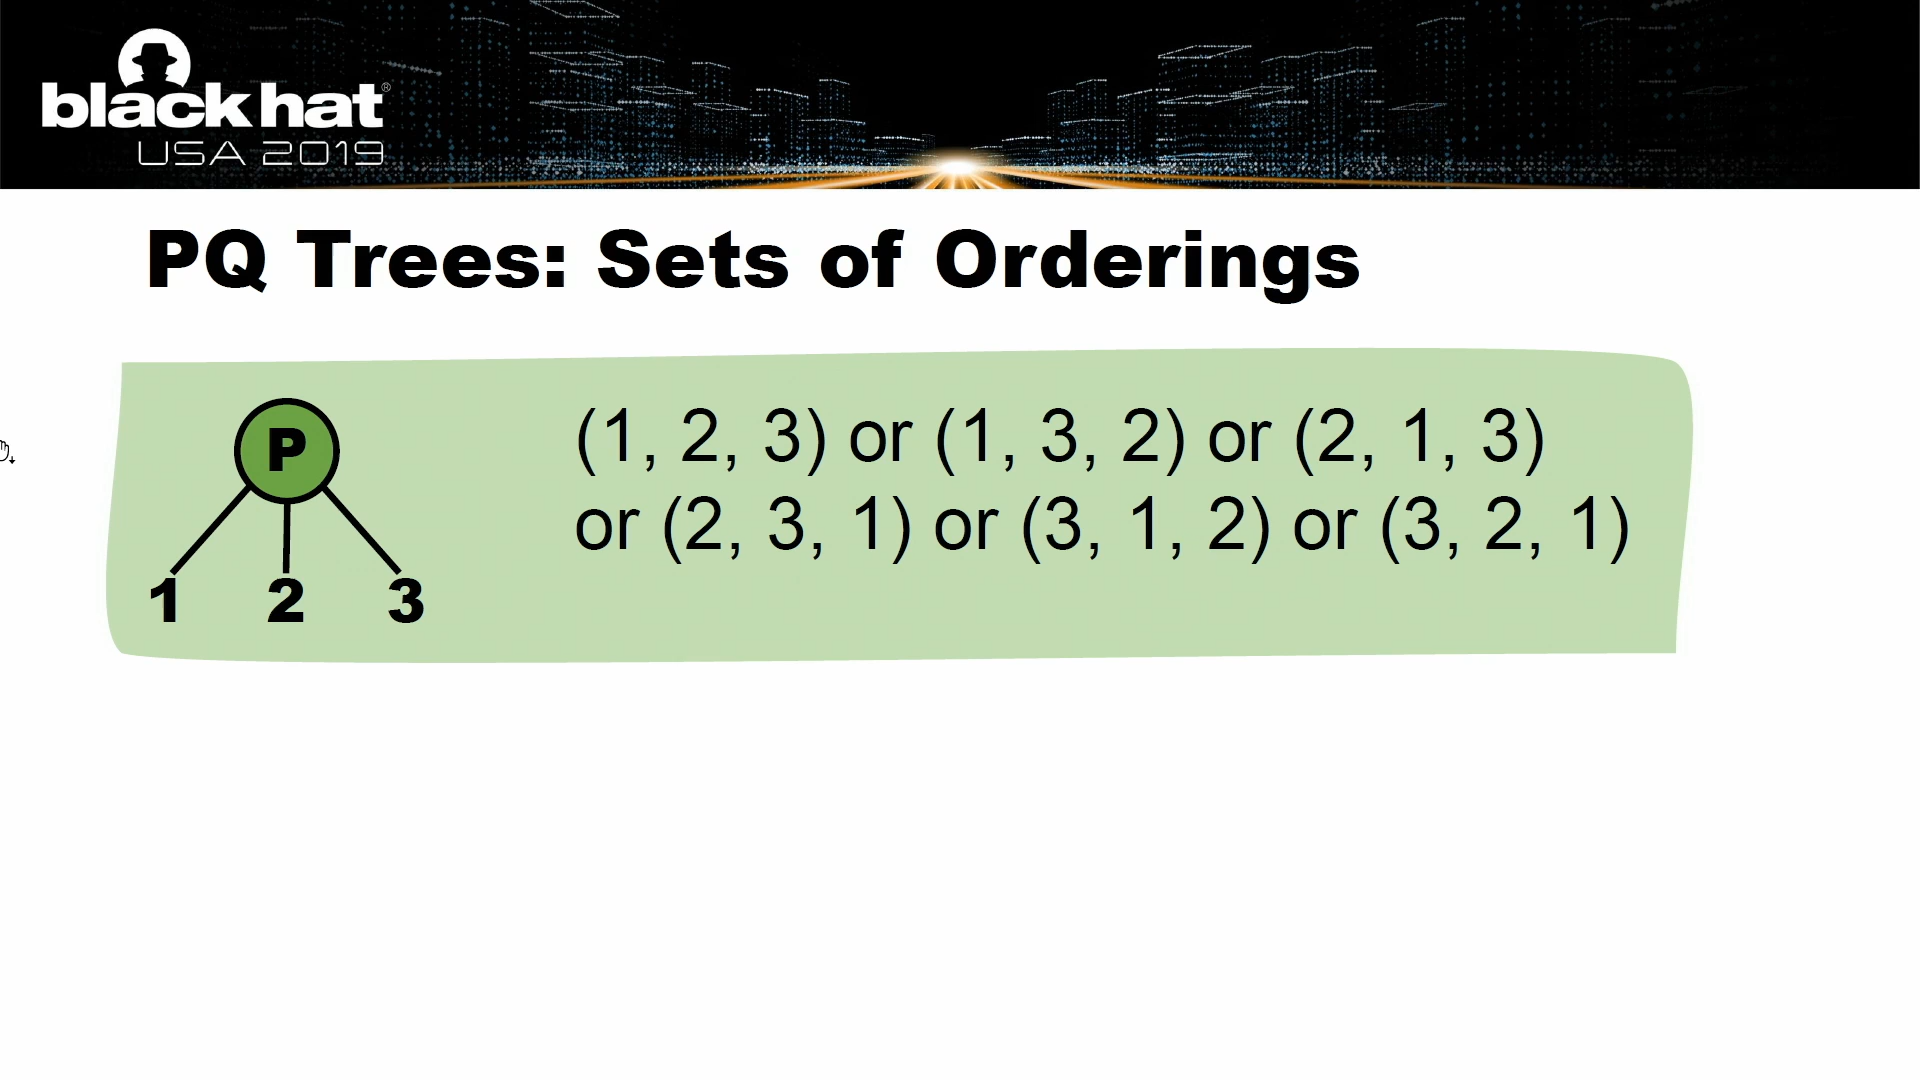 black hat®
USA 2019
PQ Trees: Sets of Orderings
P
1 2 3
(1, 2, 3) or (1, 3, 2) or (2, 1, 3)
or (2, 3, 1) or (3, 1, 2) or (3, 2, 1)